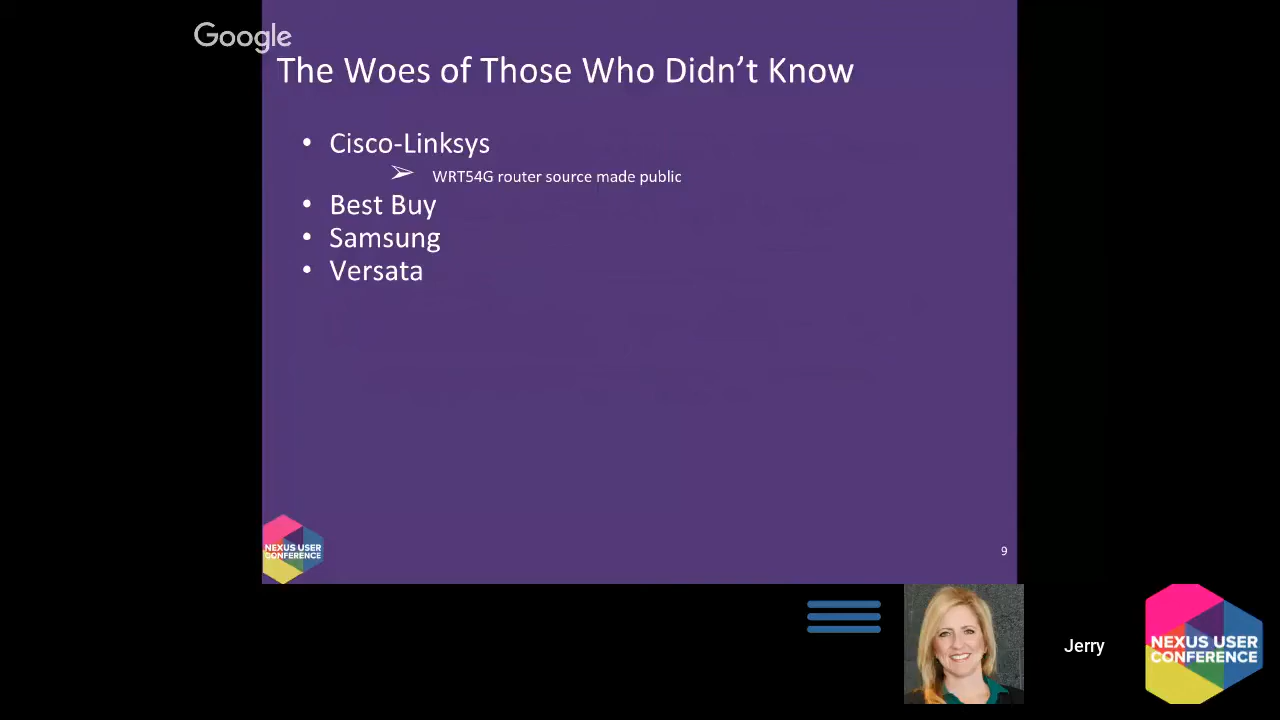 Google
The Woes of Those Who Didn’t Know
• Cisco-Linksys
➢ WRT54G router source made public
• Best Buy
• Samsung
• Versata
NEXUS USER
CONFERENCE
9
Jerry
NEXUS USER
CONFERENCE